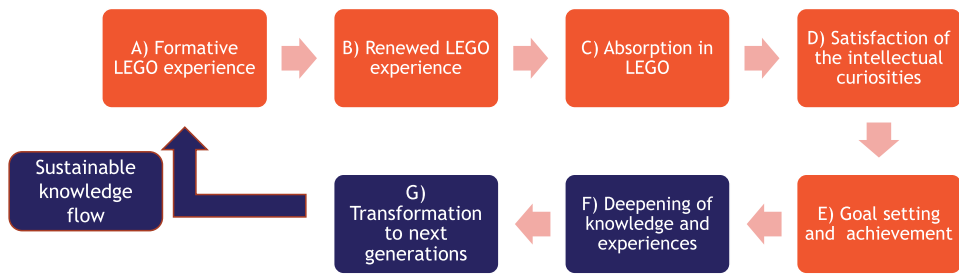 A) Formative
LEGO experience
B) Renewed LEGO
experience
C) Absorption in
LEGO
D) Satisfaction of
the intellectual
curiosities
Sustainable
knowledge
flow
G)
Transformation
to next
generations
F) Deepening of
knowledge and
experiences
E) Goal setting
and achievement